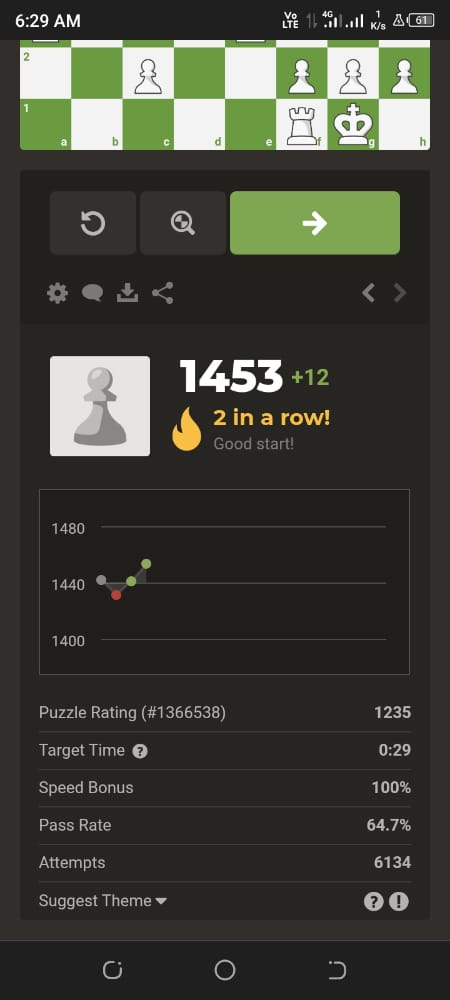 6:29 AM
Vo LTE 4G 1 K/s 61
2
1
a b c d e f g h
1453 +12
2 in a row!
Good start!
1480
1440
1400
Puzzle Rating (#1366538) 1235
Target Time ? 0:29
Speed Bonus 100%
Pass Rate 64.7%
Attempts 6134
Suggest Theme ? !